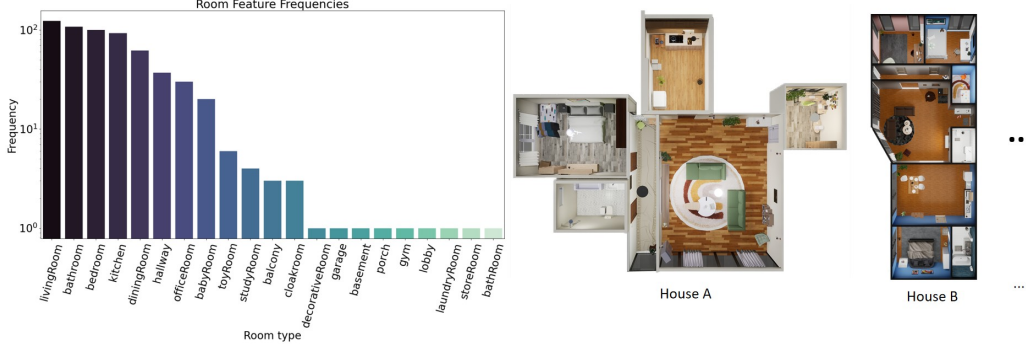 Room Feature Frequencies
10²
10¹
10⁰
Frequency
livingRoom
bathroom
bedroom
kitchen
diningRoom
hallway
officeRoom
babyRoom
toyRoom
studyRoom
balcony
cloakroom
decorativeRoom
garage
basement
porch
gym
lobby
laundryRoom
storeRoom
bathRoom
Room type
House A
House B
..
...